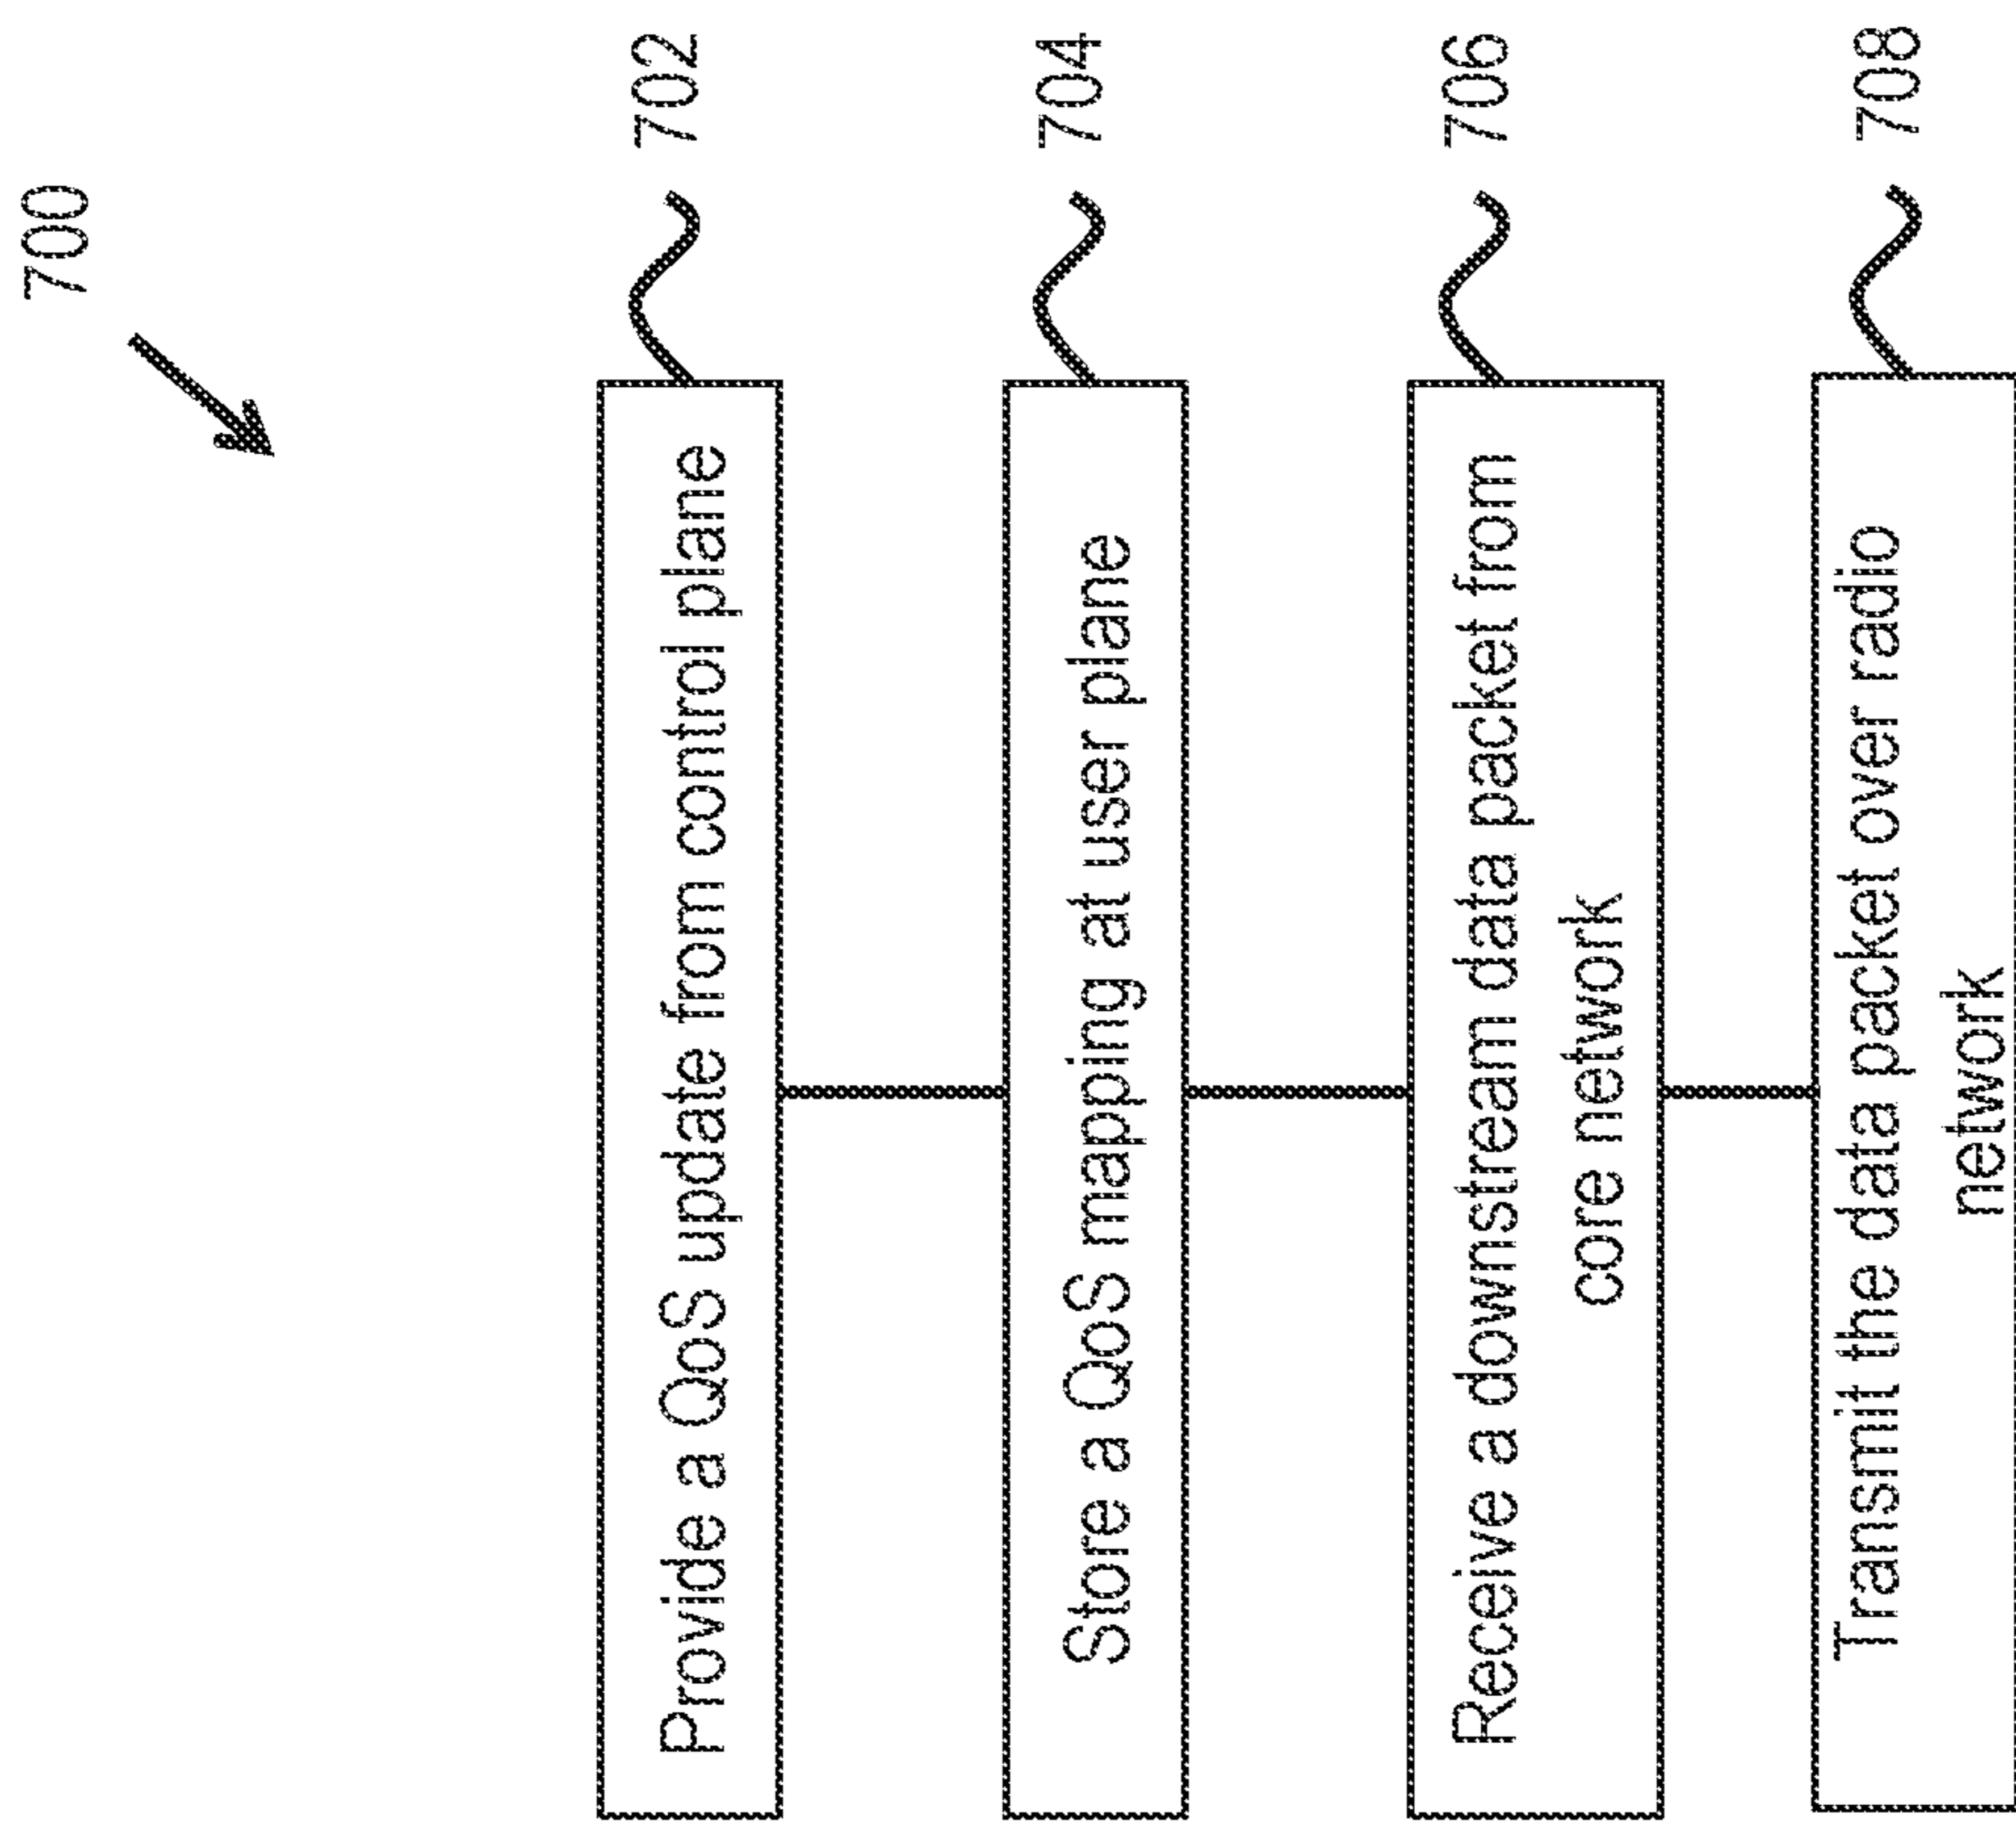 700
Provide a QoS update from control plane
702
Store a QoS mapping at user plane
704
Receive a downstream data packet from
core network
706
Transmit the data packet over radio
network
708